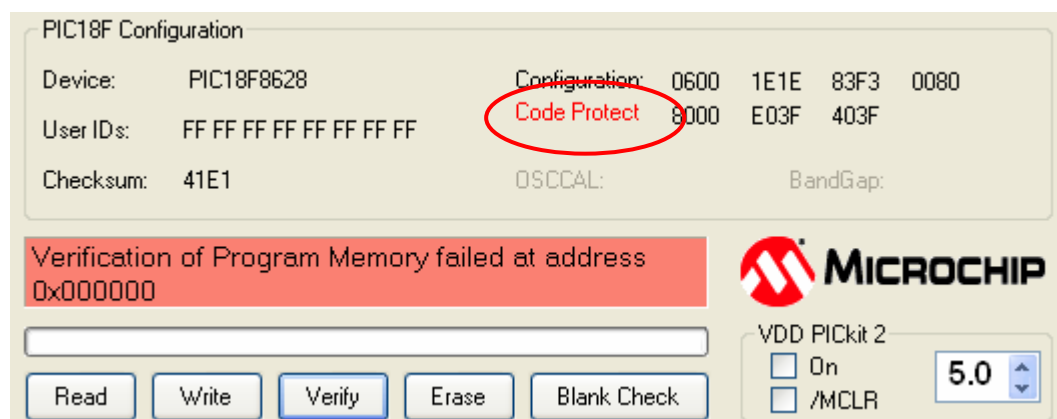 PIC18F Configuration
Device: PIC18F8628 Configuration: 0600 1E1E 83F3 0080
Code Protect 8000 E03F 403F
User IDs: FF FF FF FF FF FF FF FF
Checksum: 41E1 OSCCAL: BandGap:
Verification of Program Memory failed at address
0x000000
MICROCHIP
VDD PICkit 2
On
/MCLR
5.0
Read Write Verify Erase Blank Check